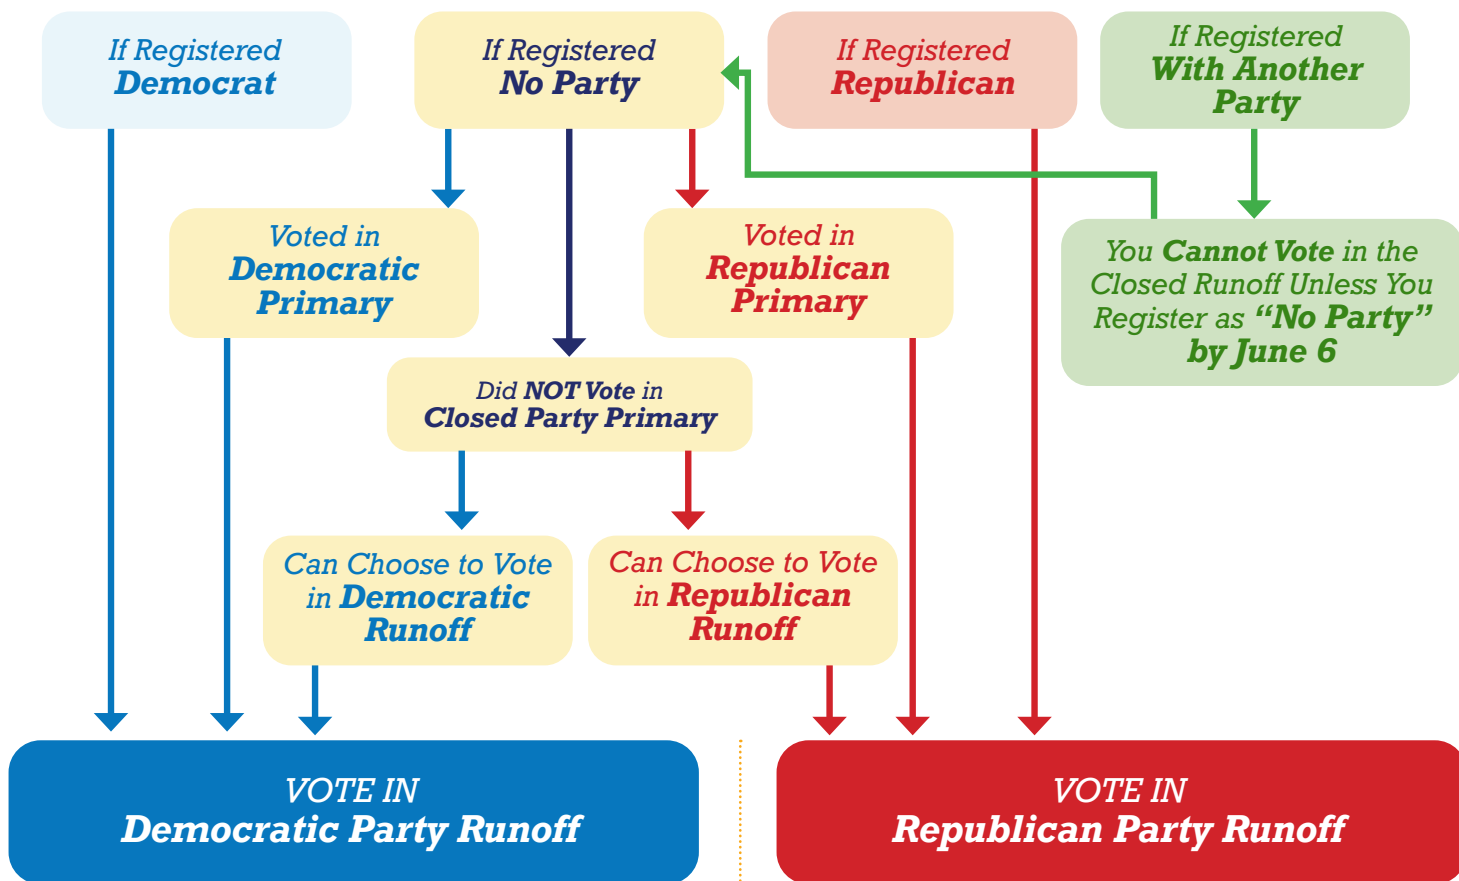 If Registered
Democrat
If Registered
No Party
If Registered
Republican
If Registered
With Another
Party
Voted in
Democratic
Primary
Voted in
Republican
Primary
You Cannot Vote in the
Closed Runoff Unless You
Register as “No Party”
by June 6
Did NOT Vote in
Closed Party Primary
Can Choose to Vote
in Democratic
Runoff
Can Choose to Vote
in Republican
Runoff
VOTE IN
Democratic Party Runoff
VOTE IN
Republican Party Runoff